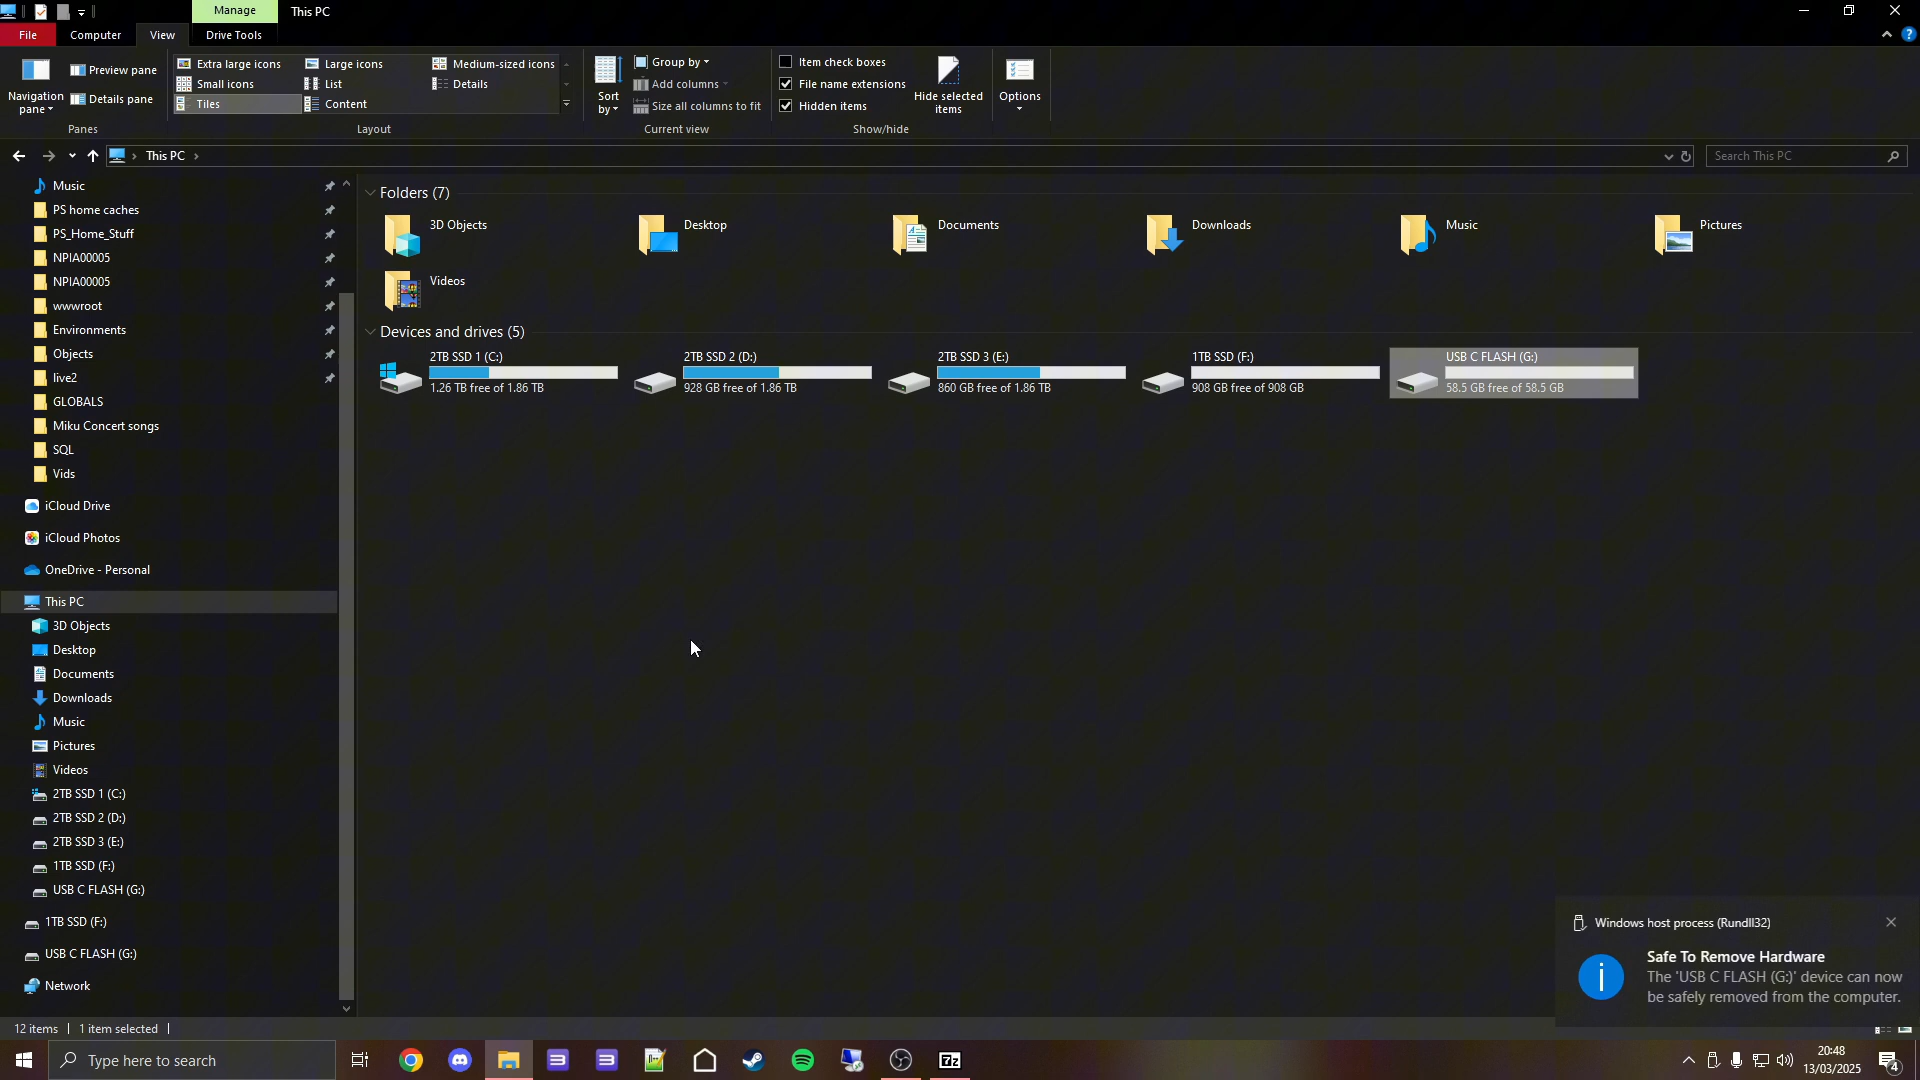 Manage
This PC
File
Computer
View
Drive Tools
Navigation pane
Preview pane
Details pane
Panes
Extra large icons
Large icons
Medium-sized icons
Small icons
List
Details
Tiles
Content
Layout
Sort by
Group by
Add columns
Size all columns to fit
Current view
Item check boxes
File name extensions
Hidden items
Hide selected items
Show/hide
Options
This PC
Search This PC
Music
PS home caches
PS_Home_Stuff
NPIA00005
NPIA00005
wwwroot
Environments
Objects
live2
GLOBALS
Miku Concert songs
SQL
Vids
iCloud Drive
iCloud Photos
OneDrive - Personal
This PC
3D Objects
Desktop
Documents
Downloads
Music
Pictures
Videos
2TB SSD 1 (C:)
2TB SSD 2 (D:)
2TB SSD 3 (E:)
1TB SSD (F:)
USB C FLASH (G:)
1TB SSD (F:)
USB C FLASH (G:)
Network
Folders (7)
3D Objects
Desktop
Documents
Downloads
Music
Pictures
Videos
Devices and drives (5)
2TB SSD 1 (C:)
1.26 TB free of 1.86 TB
2TB SSD 2 (D:)
928 GB free of 1.86 TB
2TB SSD 3 (E:)
860 GB free of 1.86 TB
1TB SSD (F:)
908 GB free of 908 GB
USB C FLASH (G:)
58.5 GB free of 58.5 GB
Windows host process (Rundll32)
Safe To Remove Hardware
The 'USB C FLASH (G:)' device can now
be safely removed from the computer.
12 items
1 item selected
Type here to search
7z
20:48
13/03/2025
4